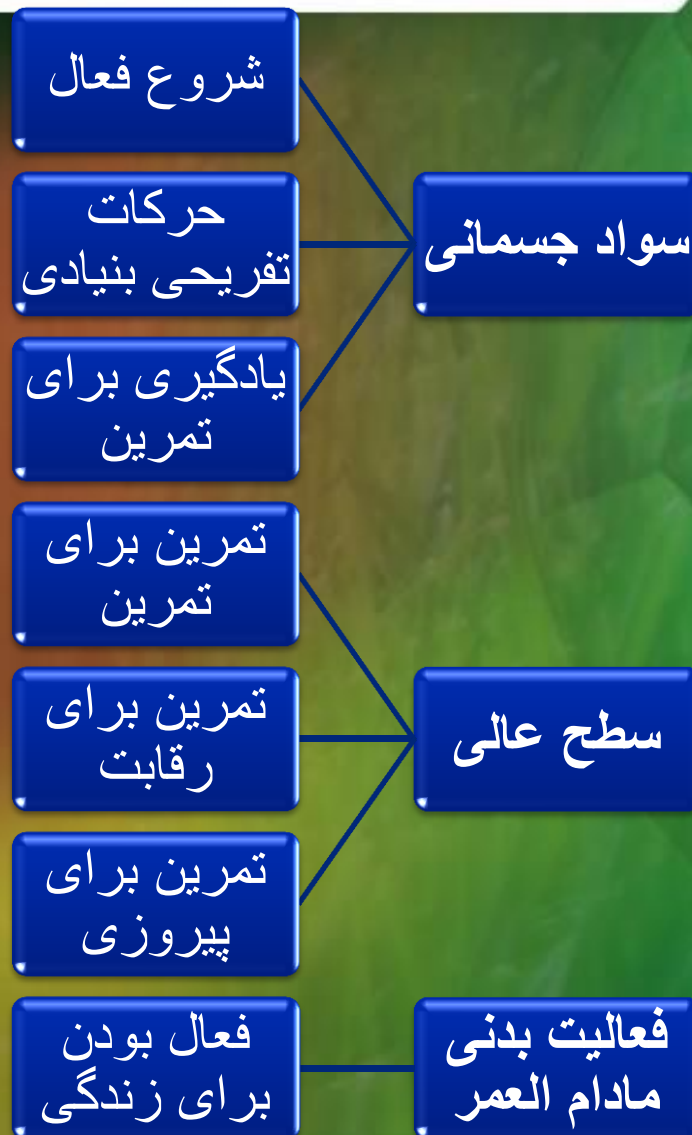 سواد جسمانی
شروع فعال
حرکات
تفریحی بنیادی
یادگیری برای
تمرین
سطح عالی
تمرین برای
تمرین
تمرین برای
رقابت
تمرین برای
پیروزی
فعالیت بدنی
مادام العمر
فعال بودن
برای زندگی